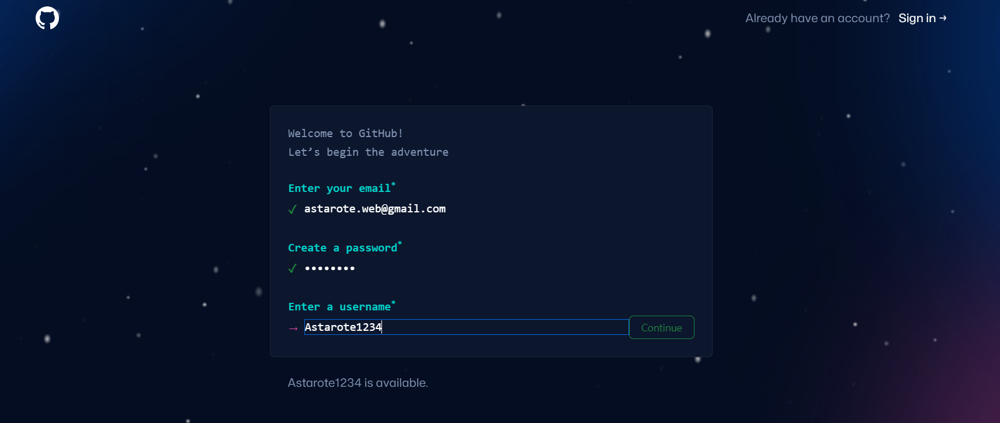 Already have an account? Sign in →
Welcome to GitHub!
Let’s begin the adventure
Enter your email*
✓ astarote.web@gmail.com
Create a password*
✓ ••••••••
Enter a username*
→ Astarote1234
Continue
Astarote1234 is available.